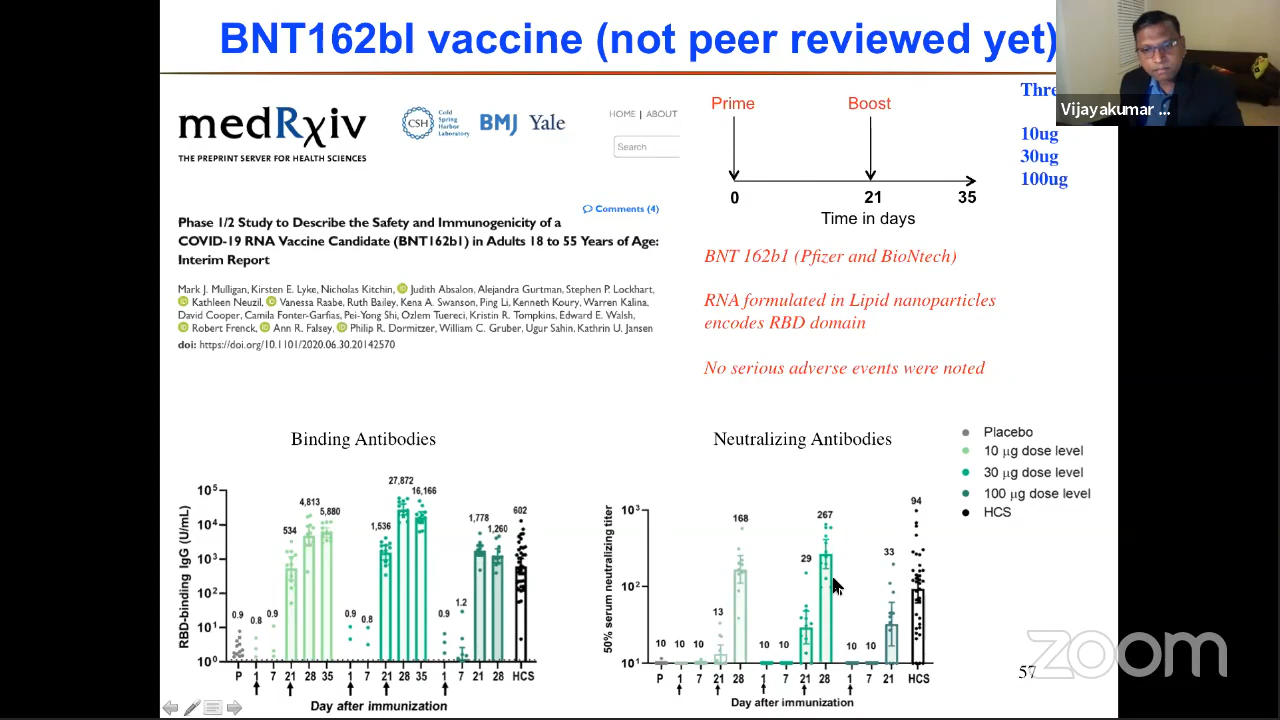 BNT162bI vaccine (not peer reviewed yet)
Vijayakumar ...
medRxiv
THE PREPRINT SERVER FOR HEALTH SCIENCES
CSH
Cold
Spring
Harbor
Laboratory
BMJ
Yale
HOME | ABOUT
Search
Comments (4)
Phase 1/2 Study to Describe the Safety and Immunogenicity of a
COVID-19 RNA Vaccine Candidate (BNT162b1) in Adults 18 to 55 Years of Age:
Interim Report
Mark J. Mulligan, Kirsten E. Lyke, Nicholas Kitchin, Judith Absalon, Alejandra Gurtman, Stephen P. Lockhart,
Kathleen Neuzil, Vanessa Raabe, Ruth Bailey, Kena A. Swanson, Ping Li, Kenneth Koury, Warren Kalina,
David Cooper, Camila Fonter-Garfias, Pei-Yong Shi, Ozlem Tuereci, Kristin R. Tompkins, Edward E. Walsh,
Robert Frenck, Ann R. Falsey, Philip R. Dormitzer, William C. Gruber, Ugur Sahin, Kathrin U. Jansen
doi: https://doi.org/10.1101/2020.06.30.20142570
Prime Boost
0 21 35
Time in days
10ug
30ug
100ug
BNT 162b1 (Pfizer and BioNtech)
RNA formulated in Lipid nanoparticles
encodes RBD domain
No serious adverse events were noted
Binding Antibodies
RBD-binding IgG (U/mL)
10⁵
10⁴
10³
10²
10¹
10⁰
0.9 0.8 0.9 534 4,813 5,880 0.9 0.8 1,536 27,872 16,166 0.9 1.2 1,778 1,260 602
P 1 7 21 28 35 1 7 21 28 35 1 7 21 28 HCS
Day after immunization
Neutralizing Antibodies
50% serum neutralizing titer
10³
10²
10¹
10 10 10 13 168 10 10 29 267 10 10 33 94
P 1 7 21 28 1 7 21 28 1 7 21 HCS
Day after immunization
Placebo
10 µg dose level
30 µg dose level
100 µg dose level
HCS
57
zoom